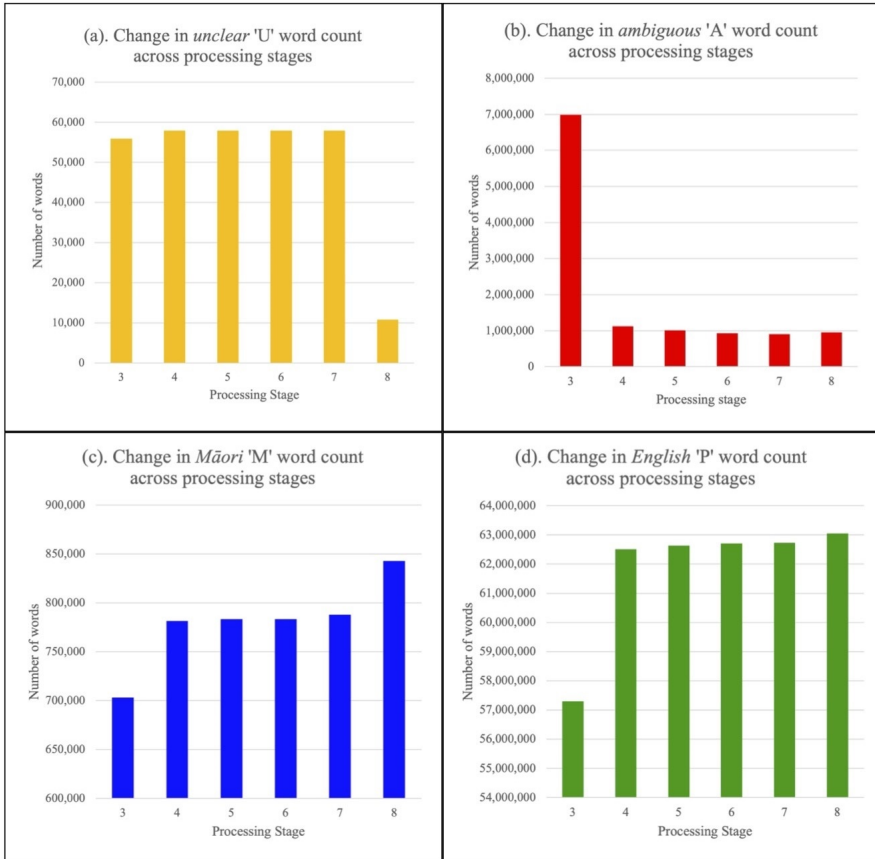 (a). Change in unclear 'U' word count
across processing stages
70,000
60,000
50,000
40,000
30,000
20,000
10,000
0
Number of words
3 4 5 6 7 8
Processing Stage
(b). Change in ambiguous 'A' word count
across processing stages
8,000,000
7,000,000
6,000,000
5,000,000
4,000,000
3,000,000
2,000,000
1,000,000
0
Number of words
3 4 5 6 7 8
Processing stage
(c). Change in Māori 'M' word count
across processing stages
900,000
850,000
800,000
750,000
700,000
650,000
600,000
Number of words
3 4 5 6 7 8
Processing Stage
(d). Change in English 'P' word count
across processing stages
64,000,000
63,000,000
62,000,000
61,000,000
60,000,000
59,000,000
58,000,000
57,000,000
56,000,000
55,000,000
54,000,000
Number of words
3 4 5 6 7 8
Processing Stage